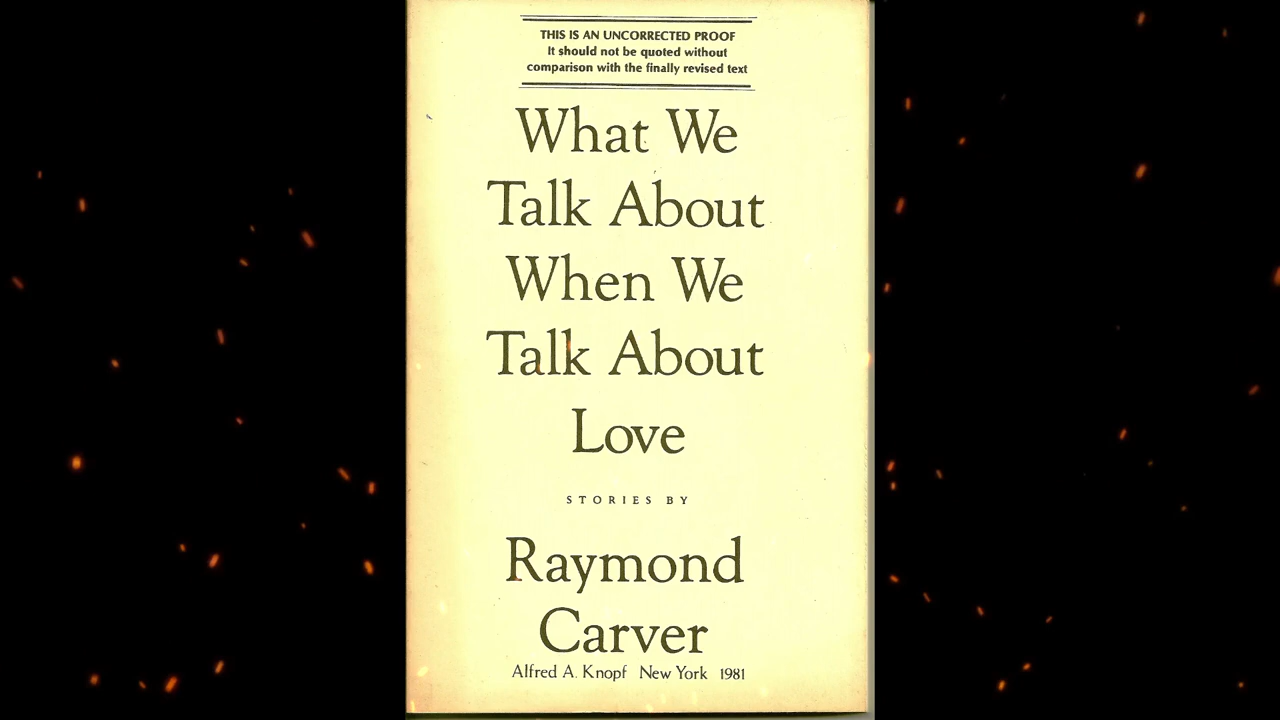 THIS IS AN UNCORRECTED PROOF
It should not be quoted without
comparison with the finally revised text
What We
Talk About
When We
Talk About
Love
STORIES BY
Raymond
Carver
Alfred A. Knopf New York 1981